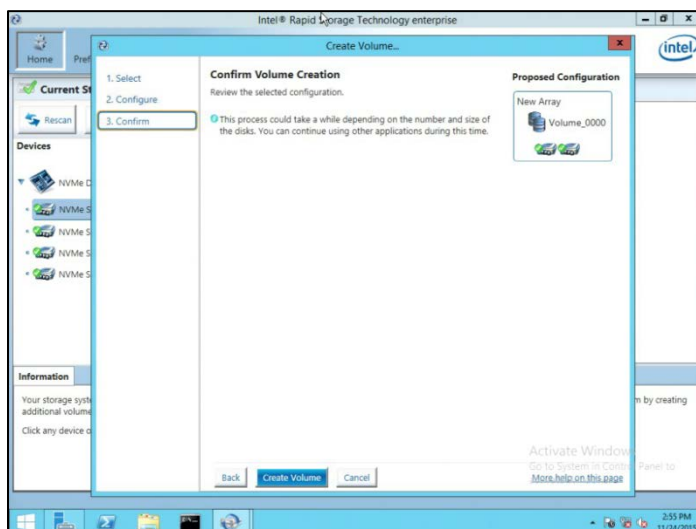 Intel® Rapid Storage Technology enterprise
Home
Pref
intel
Create Volume...
1. Select
2. Configure
3. Confirm
Confirm Volume Creation
Review the selected configuration.
This process could take a while depending on the number and size of
the disks. You can continue using other applications during this time.
Proposed Configuration
New Array
Volume_0000
Current St
Rescan
Devices
NVMe D
NVMe S
NVMe S
NVMe S
NVMe S
Information
Your storage syst
additional volume
Click any device o
m by creating
Activate Window
Go to System in Control Panel to
Back
Create Volume
Cancel
More help on this page
2:55 PM